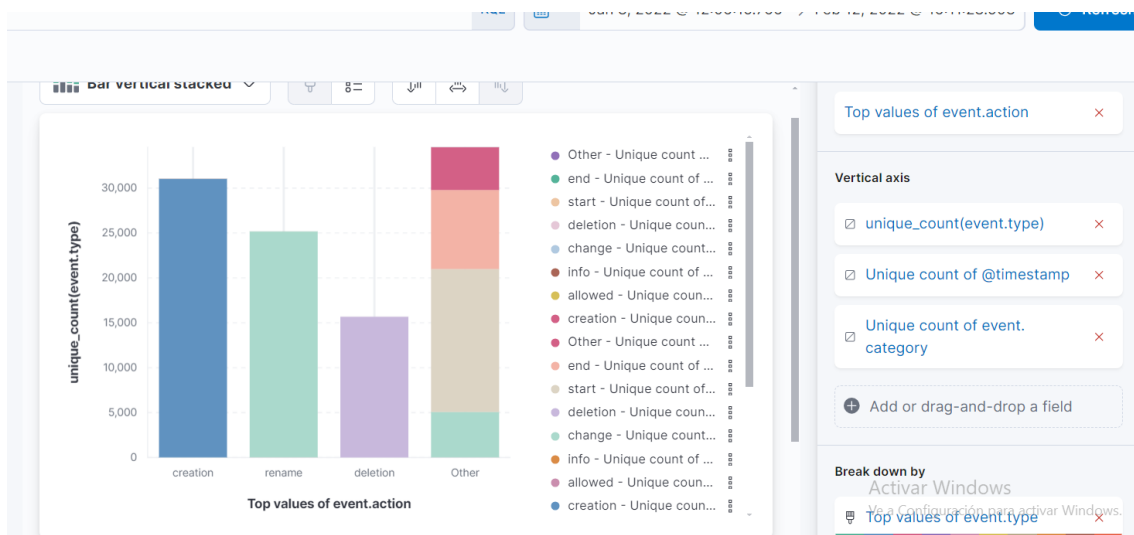 Bar vertical stacked
Top values of event.action
Vertical axis
unique_count(event.type)
Unique count of @timestamp
Unique count of event.
category
Add or drag-and-drop a field
Break down by
Top values of event.type
Activar Windows
Ve a Configuración para activar Windows.
unique_count(event.type)
30,000
25,000
20,000
15,000
10,000
5,000
0
creation
rename
deletion
Other
Top values of event.action
Other - Unique count ...
end - Unique count of ...
start - Unique count of...
deletion - Unique coun...
change - Unique count...
info - Unique count of ...
allowed - Unique coun...
creation - Unique coun...
Other - Unique count ...
end - Unique count of ...
start - Unique count of...
deletion - Unique coun...
change - Unique count...
info - Unique count of ...
allowed - Unique coun...
creation - Unique coun...